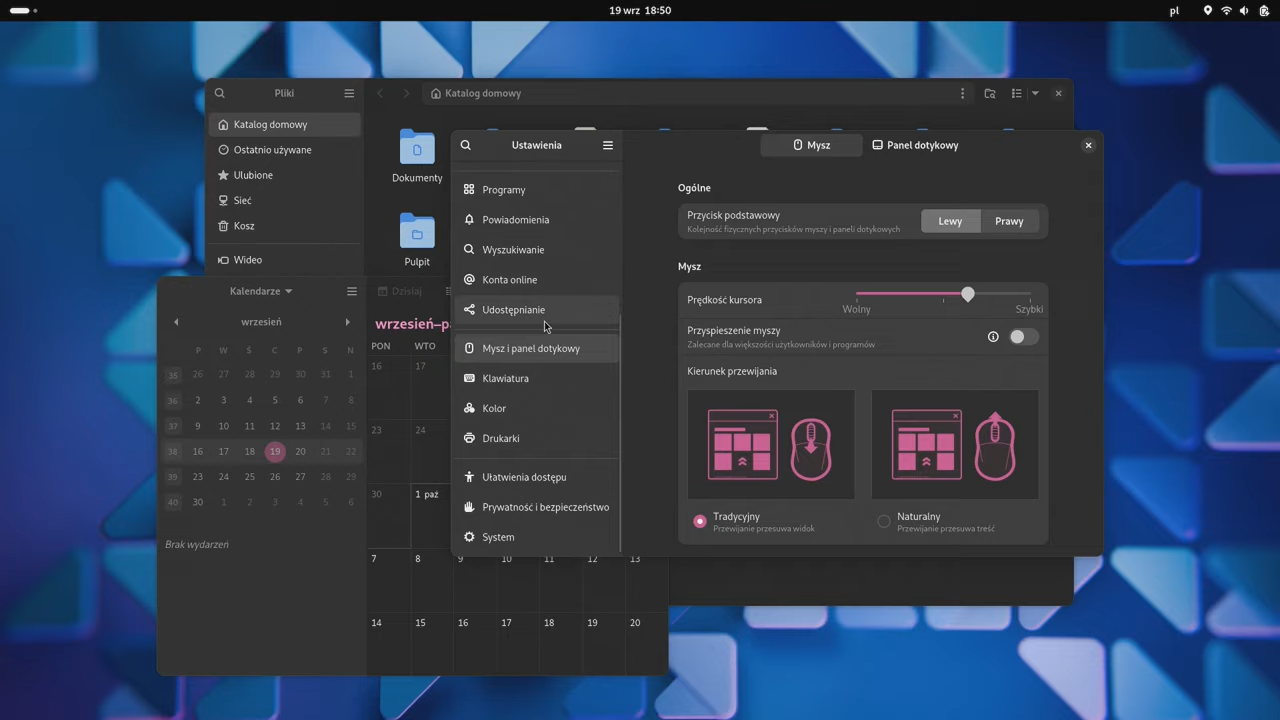 19 wrz 18:50
pl
Pliki
Katalog domowy
Katalog domowy
Ostatnio używane
Ulubione
Sieć
Kosz
Wideo
Dokumenty
Pulpit
Ustawienia
Programy
Powiadomienia
Wyszukiwanie
Konta online
Udostępnianie
Mysz i panel dotykowy
Klawiatura
Kolor
Drukarki
Ułatwienia dostępu
Prywatność i bezpieczeństwo
System
Mysz
Panel dotykowy
Ogólne
Przycisk podstawowy
Kolejność fizycznych przycisków myszy i paneli dotykowych
Lewy
Prawy
Mysz
Prędkość kursora
Wolny
Szybki
Przyspieszenie myszy
Zalecane dla większości użytkowników i programów
Kierunek przewijania
Tradycyjny
Przewijanie przesuwa widok
Naturalny
Przewijanie przesuwa treść
Kalendarze
Dzisiaj
wrzesień
P W Ś C P S N
35 26 27 28 29 30 31 1
36 2 3 4 5 6 7 8
37 9 10 11 12 13 14 15
38 16 17 18 19 20 21 22
39 23 24 25 26 27 28 29
40 30 1 2 3 4 5 6
Brak wydarzeń
wrzesień–pa
PON WTO
16 17
23 24
30 1 paź
7 8 9 10 11 12 13
14 15 16 17 18 19 20